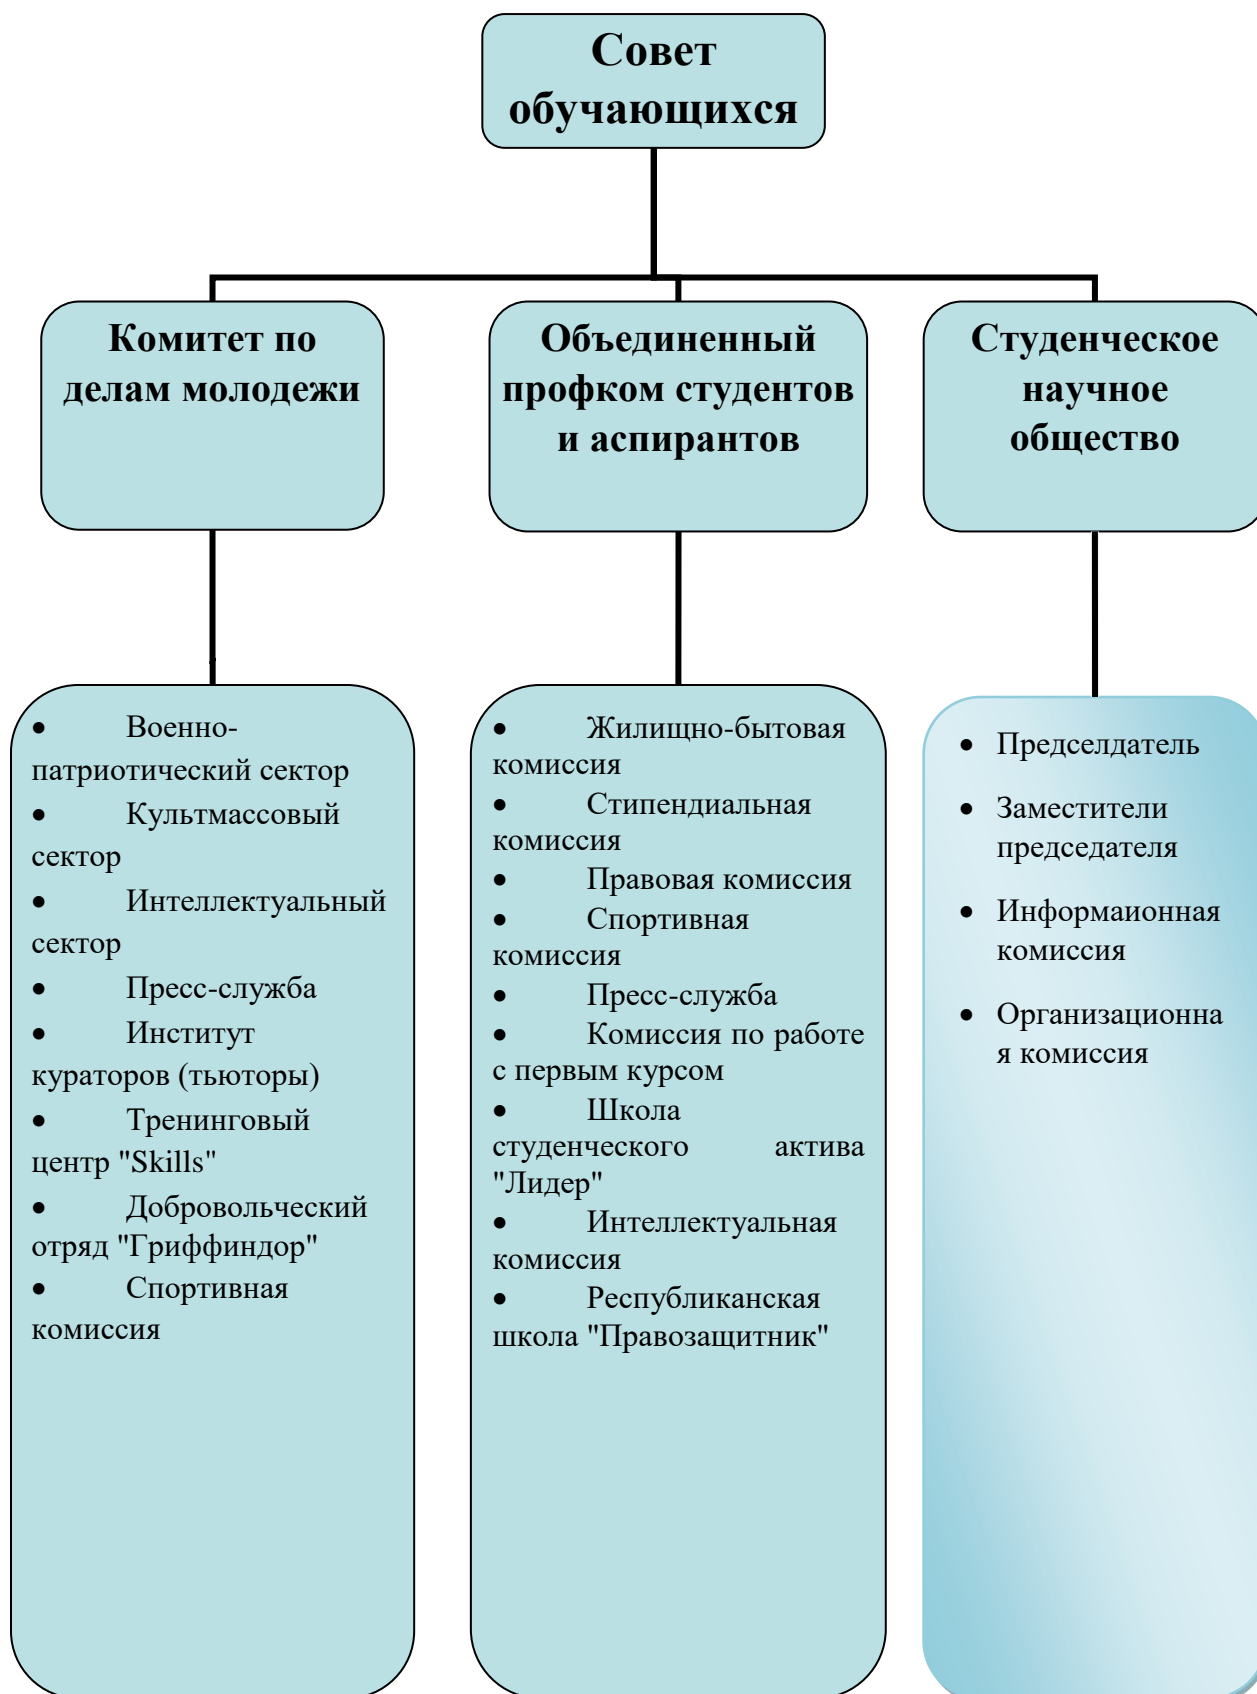 Совет
обучающихся
Комитет по
делам молодежи
Объединенный
профком студентов
и аспирантов
Студенческое
научное
общество
• Военно-
патриотический сектор
• Культмассовый
сектор
• Интеллектуальный
сектор
• Пресс-служба
• Институт
кураторов (тьюторы)
• Тренинговый
центр "Skills"
• Добровольческий
отряд "Гриффиндор"
• Спортивная
комиссия
• Жилищно-бытовая
комиссия
• Стипендиальная
комиссия
• Правовая комиссия
• Спортивная
комиссия
• Пресс-служба
• Комиссия по работе
с первым курсом
• Школа
студенческого актива
"Лидер"
• Интеллектуальная
комиссия
• Республиканская
школа "Правозащитник"
• Преселдатель
• Заместители
председателя
• Информаионная
комиссия
• Организационна
я комиссия